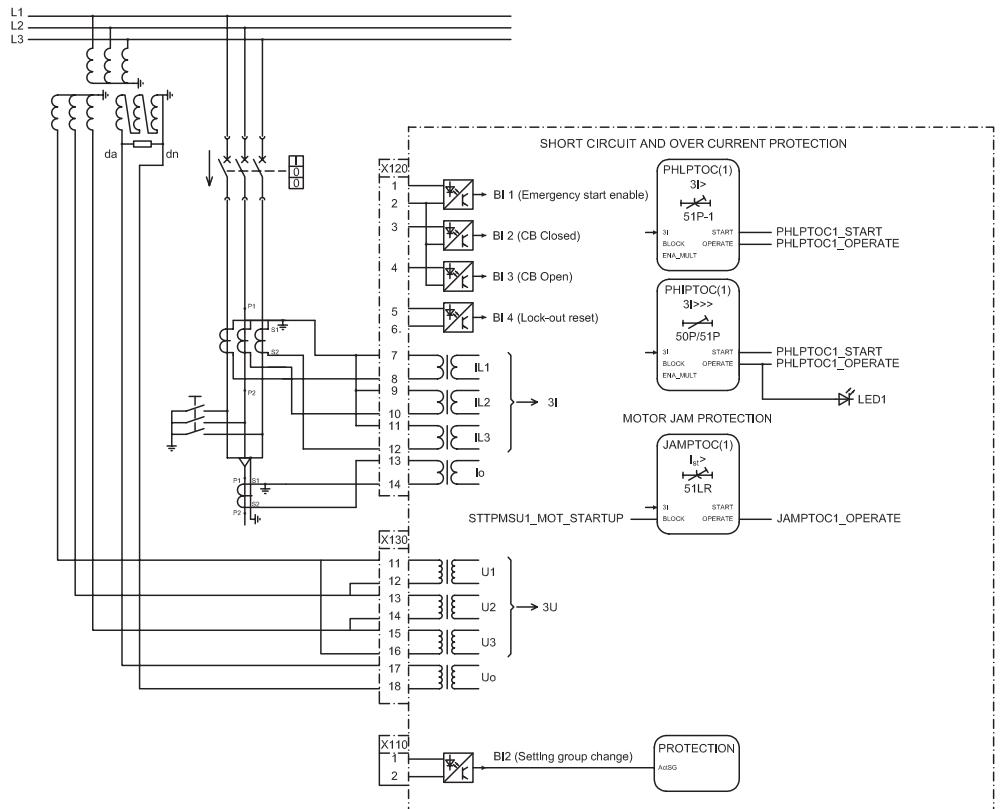 L1
L2
L3
da
dn
I
0
0
SHORT CIRCUIT AND OVER CURRENT PROTECTION
X120
1
2
3
4
5
6.
7
8
9
10
11
12
13
14
BI 1 (Emergency start enable)
BI 2 (CB Closed)
BI 3 (CB Open)
BI 4 (Lock-out reset)
IL1
IL2
IL3
Io
3I
P1
S1
S2
P2
P1
S1
S2
P2
PHLPTOC(1)
3I>
51P-1
3I
START
BLOCK
OPERATE
ENA_MULT
PHLPTOC1_START
PHLPTOC1_OPERATE
PHIPTOC(1)
3I>>>
50P/51P
3I
START
BLOCK
OPERATE
ENA_MULT
PHLPTOC1_START
PHLPTOC1_OPERATE
LED1
MOTOR JAM PROTECTION
JAMPTOC(1)
Ist>
51LR
3I
START
BLOCK
OPERATE
STTPMSU1_MOT_STARTUP
JAMPTOC1_OPERATE
X130
11
12
13
14
15
16
17
18
U1
U2
U3
Uo
3U
X110
1
2
BI2 (Setting group change)
PROTECTION
ActSG